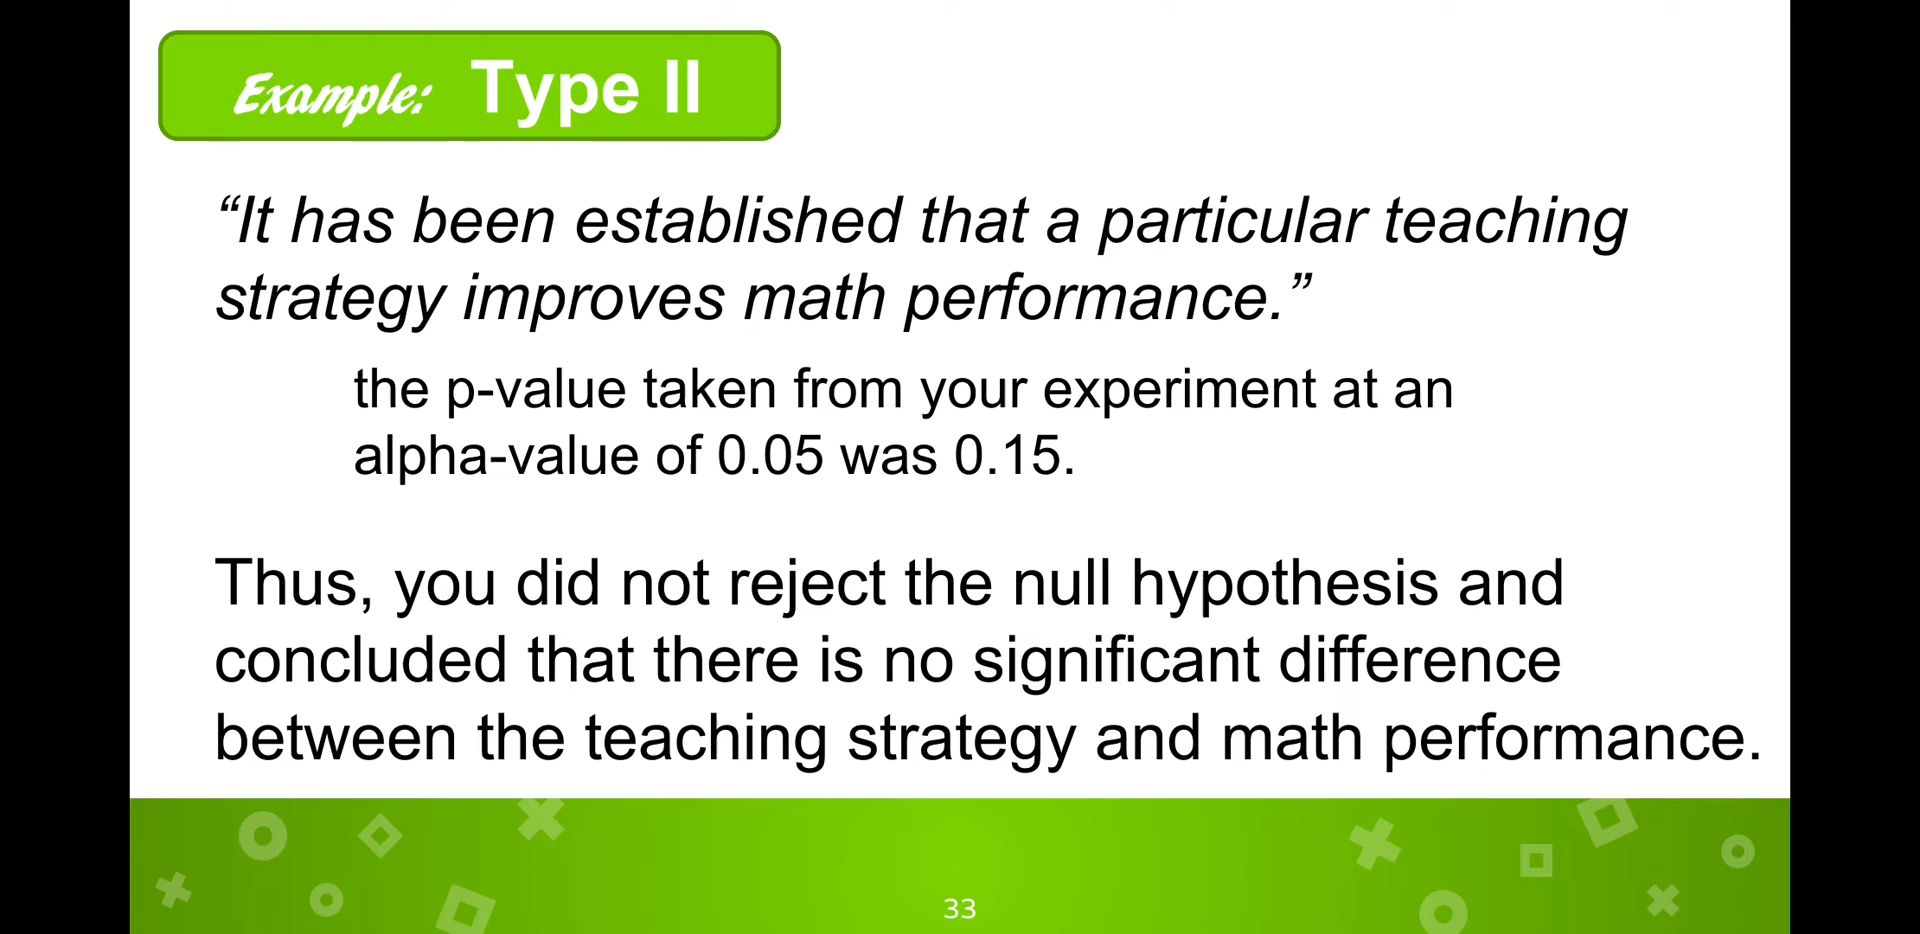 Example: Type II
“It has been established that a particular teaching
strategy improves math performance.”
the p-value taken from your experiment at an
alpha-value of 0.05 was 0.15.
Thus, you did not reject the null hypothesis and
concluded that there is no significant difference
between the teaching strategy and math performance.
33